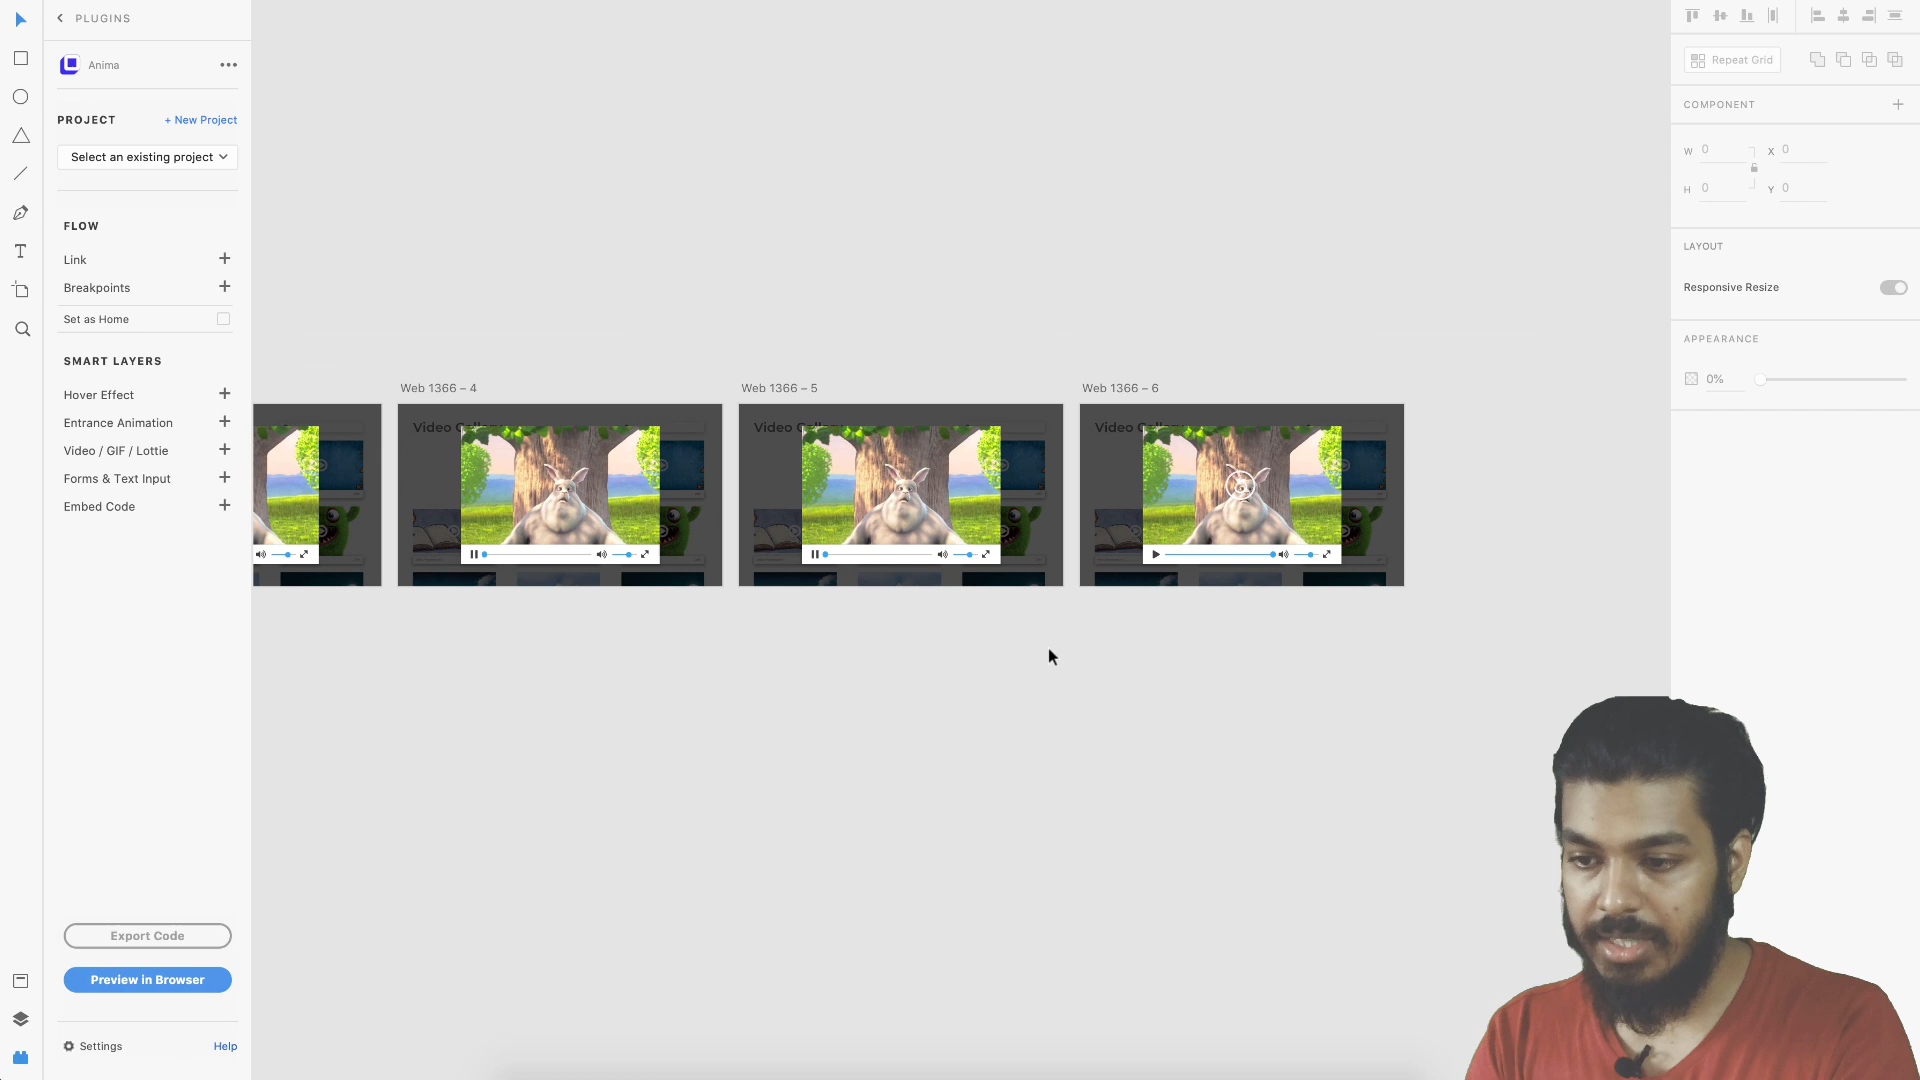 PLUGINS
Anima
PROJECT
+ New Project
Select an existing project
FLOW
Link
Breakpoints
Set as Home
SMART LAYERS
Hover Effect
Entrance Animation
Video / GIF / Lottie
Forms & Text Input
Embed Code
Export Code
Preview in Browser
Settings
Help
Web 1366 – 4
Web 1366 – 5
Web 1366 – 6
Video
Video
Video
Repeat Grid
COMPONENT
W 0
X 0
H 0
Y 0
LAYOUT
Responsive Resize
APPEARANCE
0%